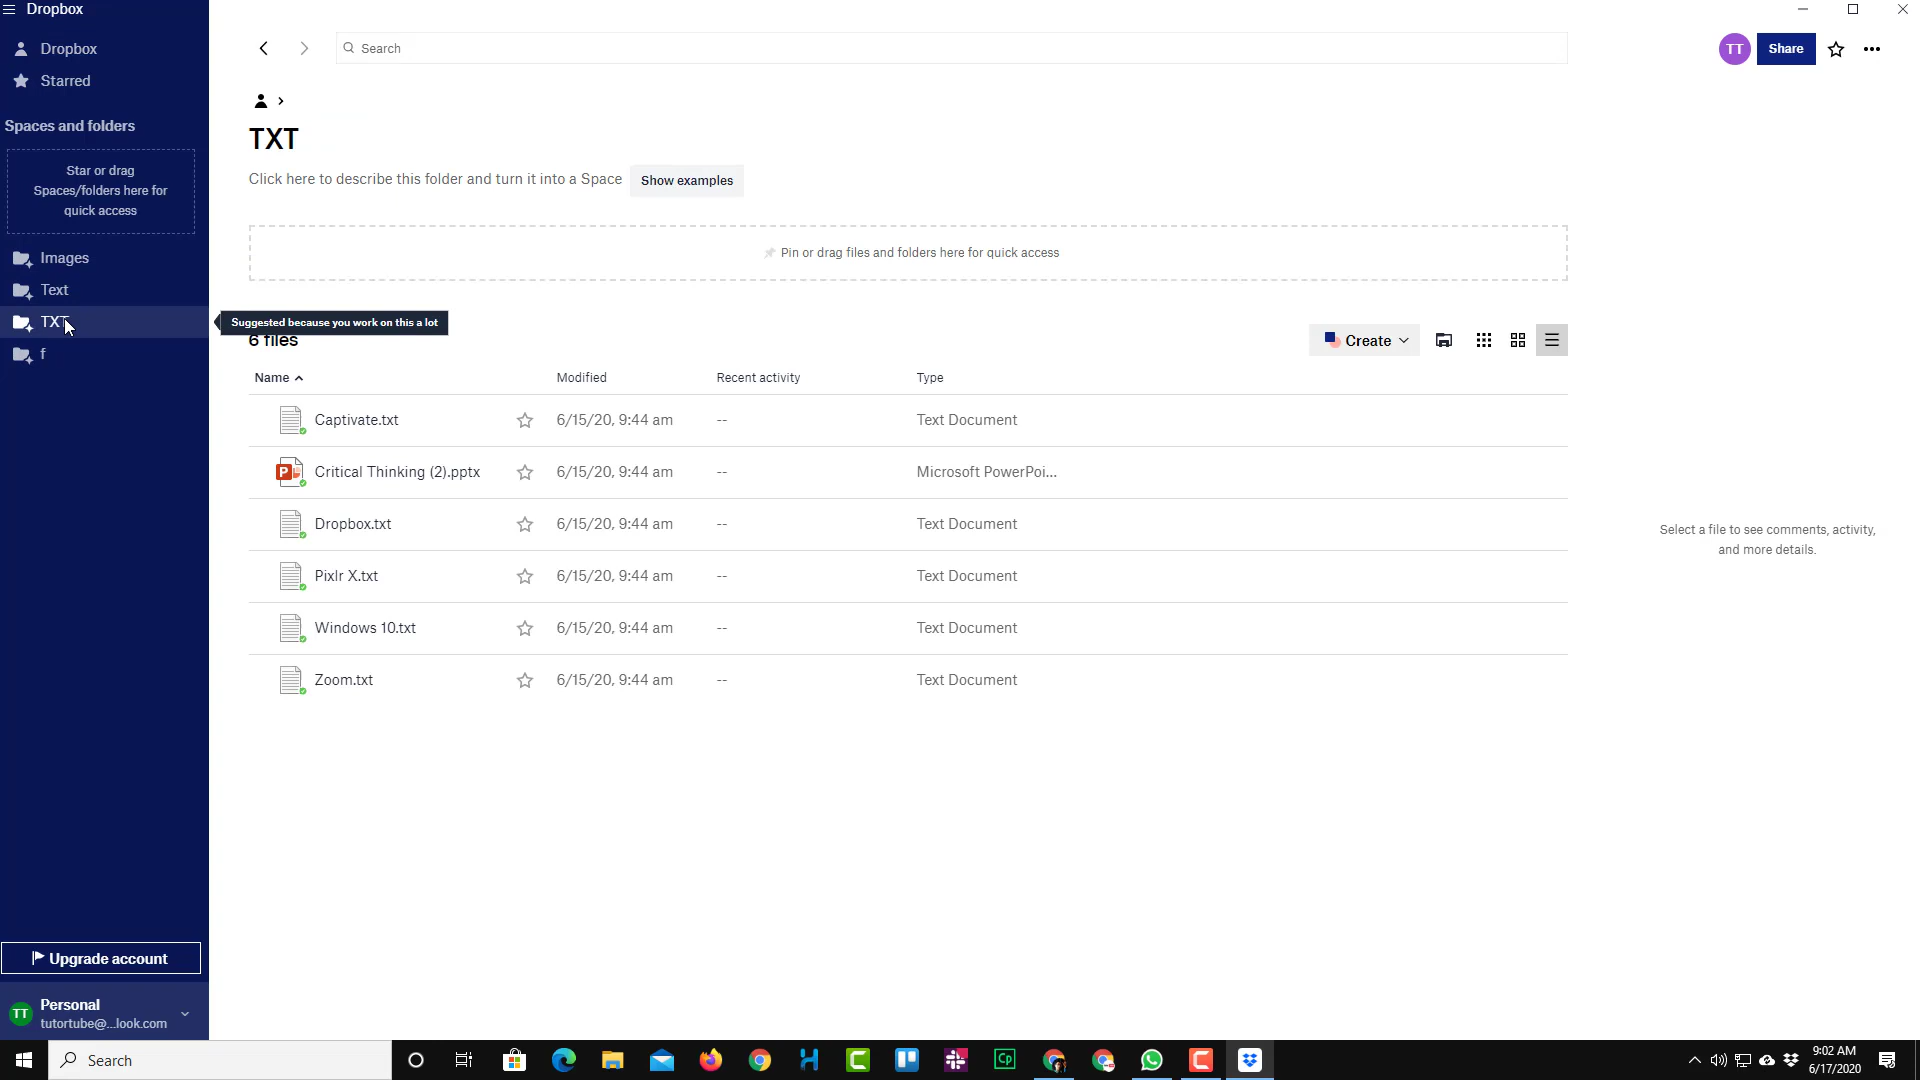 Dropbox
Dropbox
Starred
Spaces and folders
Star or drag
Spaces/folders here for
quick access
Images
Text
TXT
f
Upgrade account
TT
Personal
tutortube@...look.com
Search
TT
Share
TXT
Click here to describe this folder and turn it into a Space
Show examples
Pin or drag files and folders here for quick access
Suggested because you work on this a lot
6 files
Create
Name Modified Recent activity Type
Captivate.txt 6/15/20, 9:44 am -- Text Document
Critical Thinking (2).pptx 6/15/20, 9:44 am -- Microsoft PowerPoi...
Dropbox.txt 6/15/20, 9:44 am -- Text Document
Pixlr X.txt 6/15/20, 9:44 am -- Text Document
Windows 10.txt 6/15/20, 9:44 am -- Text Document
Zoom.txt 6/15/20, 9:44 am -- Text Document
Select a file to see comments, activity,
and more details.
Search
Cp
9:02 AM
6/17/2020